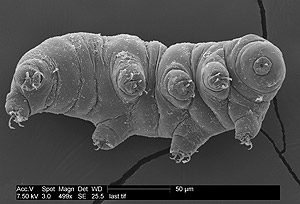 Acc.V Spot Magn Det WD
7.50 kV 3.0 499x SE 25.5 last tif
50 µm